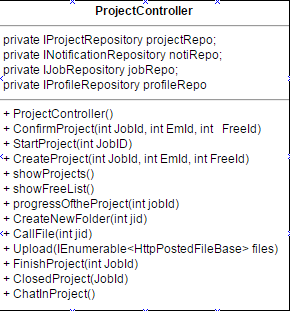 ProjectController
private IProjectRepository projectRepo;
private INotificationRepository notiRepo;
private IJobRepository jobRepo;
private IProfileRepository profileRepo
+ ProjectController()
+ ConfirmProject(int JobId, int EmId, int FreeId)
+ StartProject(int JobID)
+ CreateProject(int JobId, int EmId, int FreeId)
+ showProjects()
+ showFreeList()
+ progressOftheProject(int jobId)
+ CreateNewFolder(int jid)
+ CallFile(int jid)
+ Upload(IEnumerable<HttpPostedFileBase> files)
+ FinishProject(int JobId)
+ ClosedProject(JobId)
+ ChatInProject()